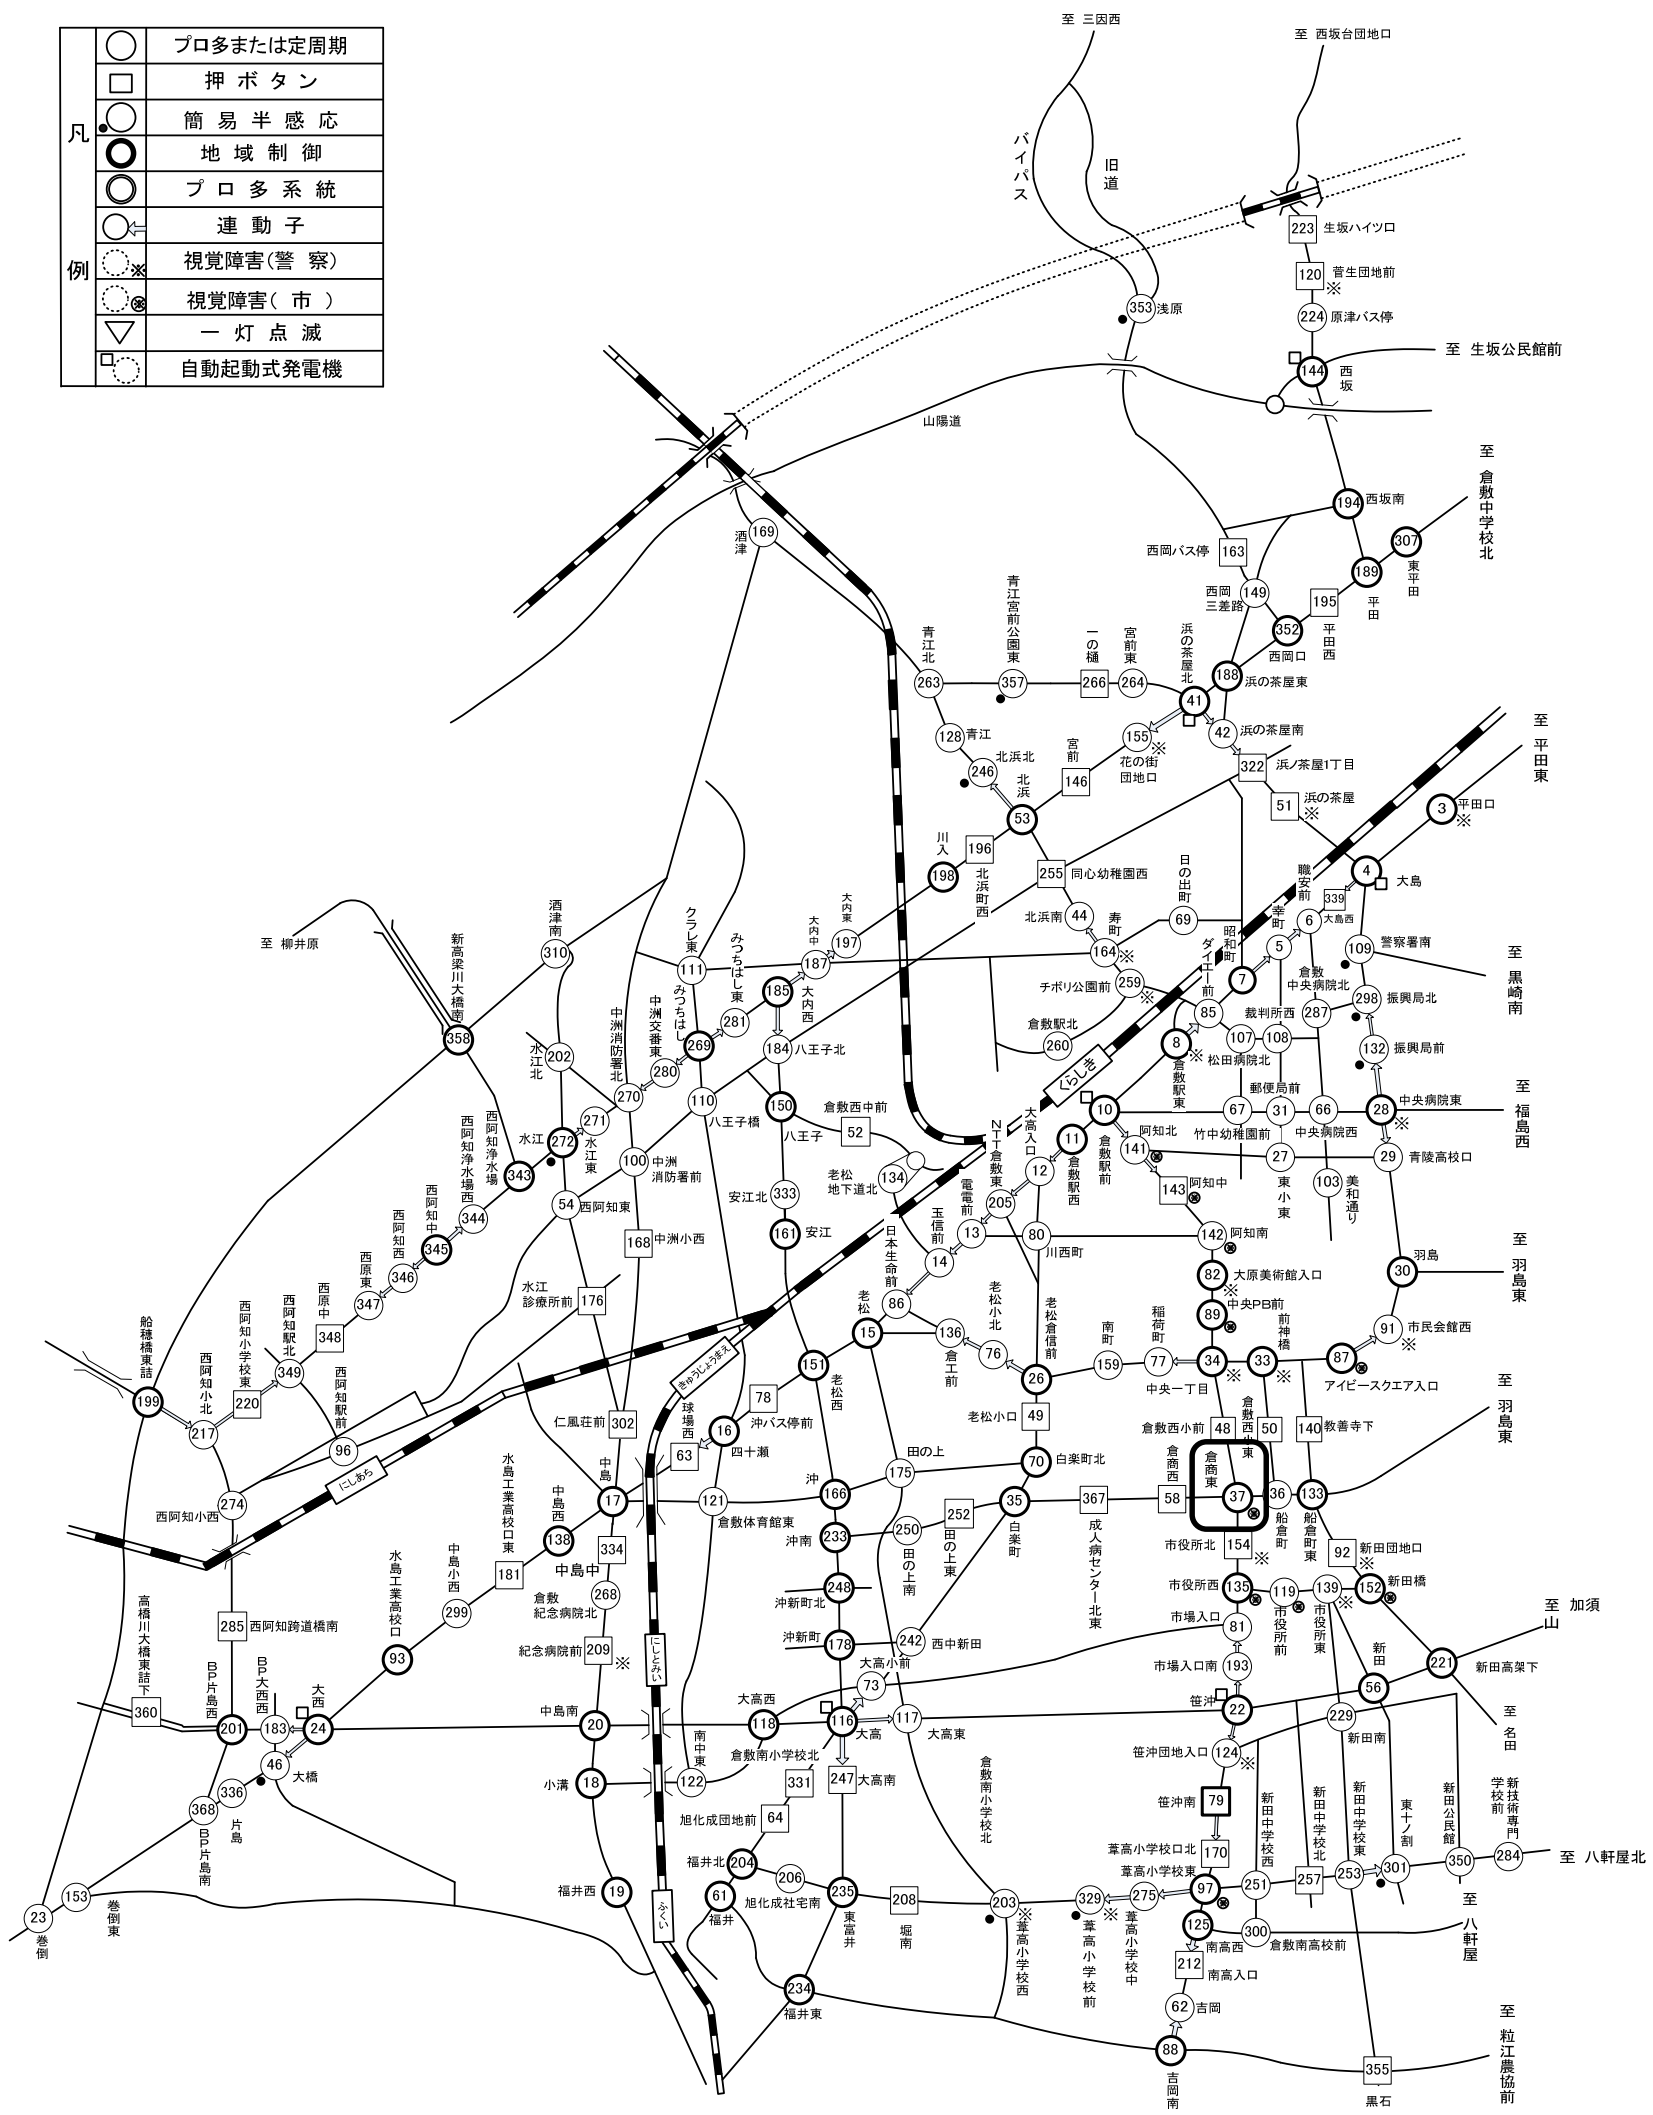 凡例
プロ多または定周期
押ボタン
簡易半感応
地域制御
プロ多系統
連動子
視覚障害(警察)
※
視覚障害(市)
※
一灯点滅
自動起動式発電機
至 三因西
至 西坂台団地口
バイパス
旧道
223 生坂ハイツロ
120 菅生団地前
※
353 浅原
224 原津バス停
至 生坂公民館前
144 西坂
山陽道
至 倉敷中学校北
194 西坂南
169 酒津
307 東平田
西岡バス停 163
189 平田
149 西岡三差路
195 平田西
352 西岡口
青江北 263
青江宮前公園東 357
一の樋 266
宮前東 264
浜の茶屋北 41
188 浜の茶屋東
至 平田東
128 青江
155 花の街団地口
※
42 浜の茶屋南
246 北浜北
宮前 146
322 浜ノ茶屋1丁目
51 浜の茶屋
※
3 平田口
※
北浜 53
川入 198
196 北浜町西
255 同心幼稚園西
日の出町 69
職安前 6
4 大島
339 大島西
北浜南 44
寿町 164
※
昭和町 7
幸町 5
109 警察署南
至 黒崎南
至 柳井原
新高梁川大橋南 358
酒津南 310
クラレ東 111
みつちはし東 281
大内中 187
大内東 197
185 大内西
チボリ公園前 259
※
ダイエー前 85
倉敷中央病院北 287
298 振興局北
水江北 202
中洲消防署北 270
中洲交番東 280
みつちはし 269
184 八王子北
倉敷駅北 260
くらしき
8 倉敷駅東
※
107 松田病院北
裁判所西 108
132 振興局前
110 八王子橋
150 八王子
倉敷西中前 52
NTT倉敷東 205
大高入口 12
11 倉敷駅西
10 倉敷駅前
67 竹中幼稚園前
郵便局前 31
66 中央病院西
28 中央病院東
※
至 福島西
西阿知浄水場西 344
西阿知浄水場 343
水江 272
271 水江東
100 中洲消防署前
54 西阿知東
老松地下道北 134
阿知北 141
※
27 東小東
29 青陵高校口
143 阿知中
※
103 美和通り
安江北 333
161 安江
168 中洲小西
電電前 13
玉信前 14
80 川西町
142 阿知南
※
西阿知中 345
西阿知西 346
西原東 347
西原中 348
西阿知駅北 349
水江診療所前 176
日本生命前 86
82 大原美術館入口
※
30 羽島
至 羽島東
船穂橋東詰 199
西阿知小北 217
西阿知小学校東 220
西阿知駅前 96
老松 15
136 倉工前
老松小北 76
老松倉信前 26
南町 159
稲荷町 77
89 中央PB前
※
34 中央一丁目
※
前神橋 33
※
87 アイビースクエア入口
※
91 市民会館西
※
151 老松西
きゅうじょうまえ
78 沖バス停前
仁風荘前 302
球場西 63
16 四十瀬
老松小口 49
倉敷西小前 48
倉敷西小東 50
140 教善寺下
至 羽島東
にしあち
西阿知小西 274
中島 17
中島西 138
121 倉敷体育館東
沖 166
175 田の上
70 白楽町北
35 白楽町
367 成人病センター北東
倉商西 58
倉商東 37
※
36 船倉町
133 船倉町東
水島工業高校口東 181
334 中島中
沖南 233
250 田の上南
252 田の上東
市役所北 154
※
92 新田団地口
※
水島工業高校口 93
中島小西 299
268 倉敷紀念病院北
248 沖新町北
市役所西 135
※
119 市役所前
※
139 市役所東
※
152 新田橋
※
高橋川大橋東詰下 360
285 西阿知跨道橋南
紀念病院前 209
※
にしとみい
沖新町 178
242 西中新田
市場入口 81
至 加須山
BP片島西 201
BP大西西 183
大西 24
大高小前 73
市場入口南 193
新田 56
221 新田高架下
中島南 20
大高西 118
116 大高
117 大高東
笹沖 22
229 新田南
至 名田
46 大橋
小溝 18
南中東 122
倉敷南小学校北 331
247 大高南
笹沖団地入口 124
※
336 片島
368 BP片島南
旭化成団地前 64
倉敷南小学校北
笹沖南 79
新田中学校西 251
新田中学校北 257
新田中学校東 253
東十ノ割 301
新田公民館 350
新技術専門学校前 284
至 八軒屋北
福井北 204
206 旭化成社宅南
葦高小学校口北 170
23 巻倒
153 巻倒東
福井西 19
ふくい
61 福井
235 東富井
208 堀南
203 葦高小学校西
※
329 葦高小学校前
※
275 葦高小学校中
葦高小学校東 97
※
125 南高西
300 倉敷南高校前
至 八軒屋
212 南高入口
234 福井東
62 吉岡
88 吉岡南
355 黒石
至 粒江農協前